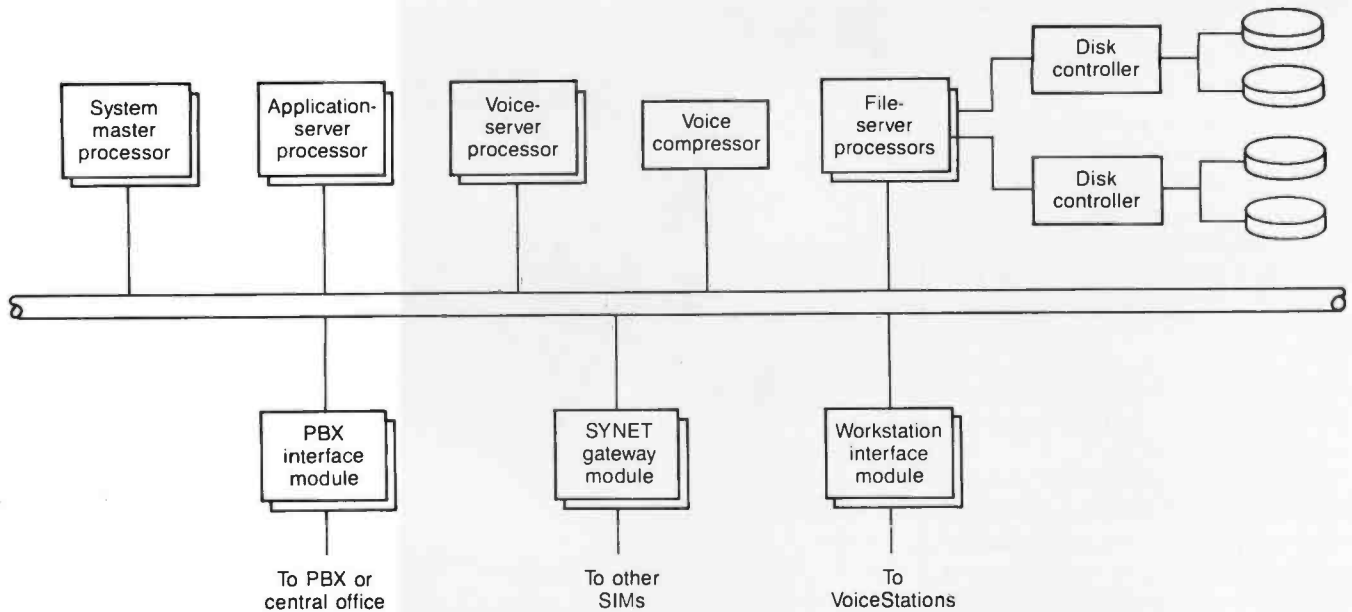 System
master
processor
Application-
server
processor
Voice-
server
processor
Voice
compressor
File-
server
processors
Disk
controller
Disk
controller
PBX
interface
module
SYNET
gateway
module
Workstation
interface
module
To PBX or
central office
To other
SIMs
To
VoiceStations